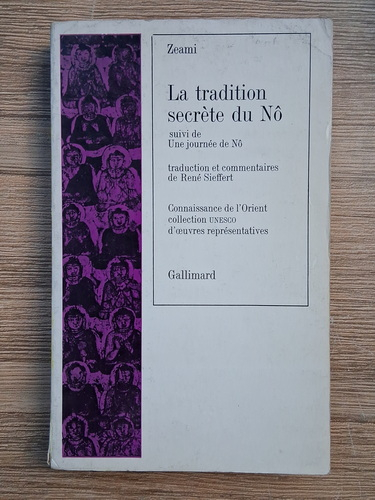 Zeami
La tradition
secrète du Nô
suivi de
Une journée de Nô
traduction et commentaires
de René Sieffert
Connaissance de l'Orient
collection UNESCO
d'œuvres représentatives
Gallimard